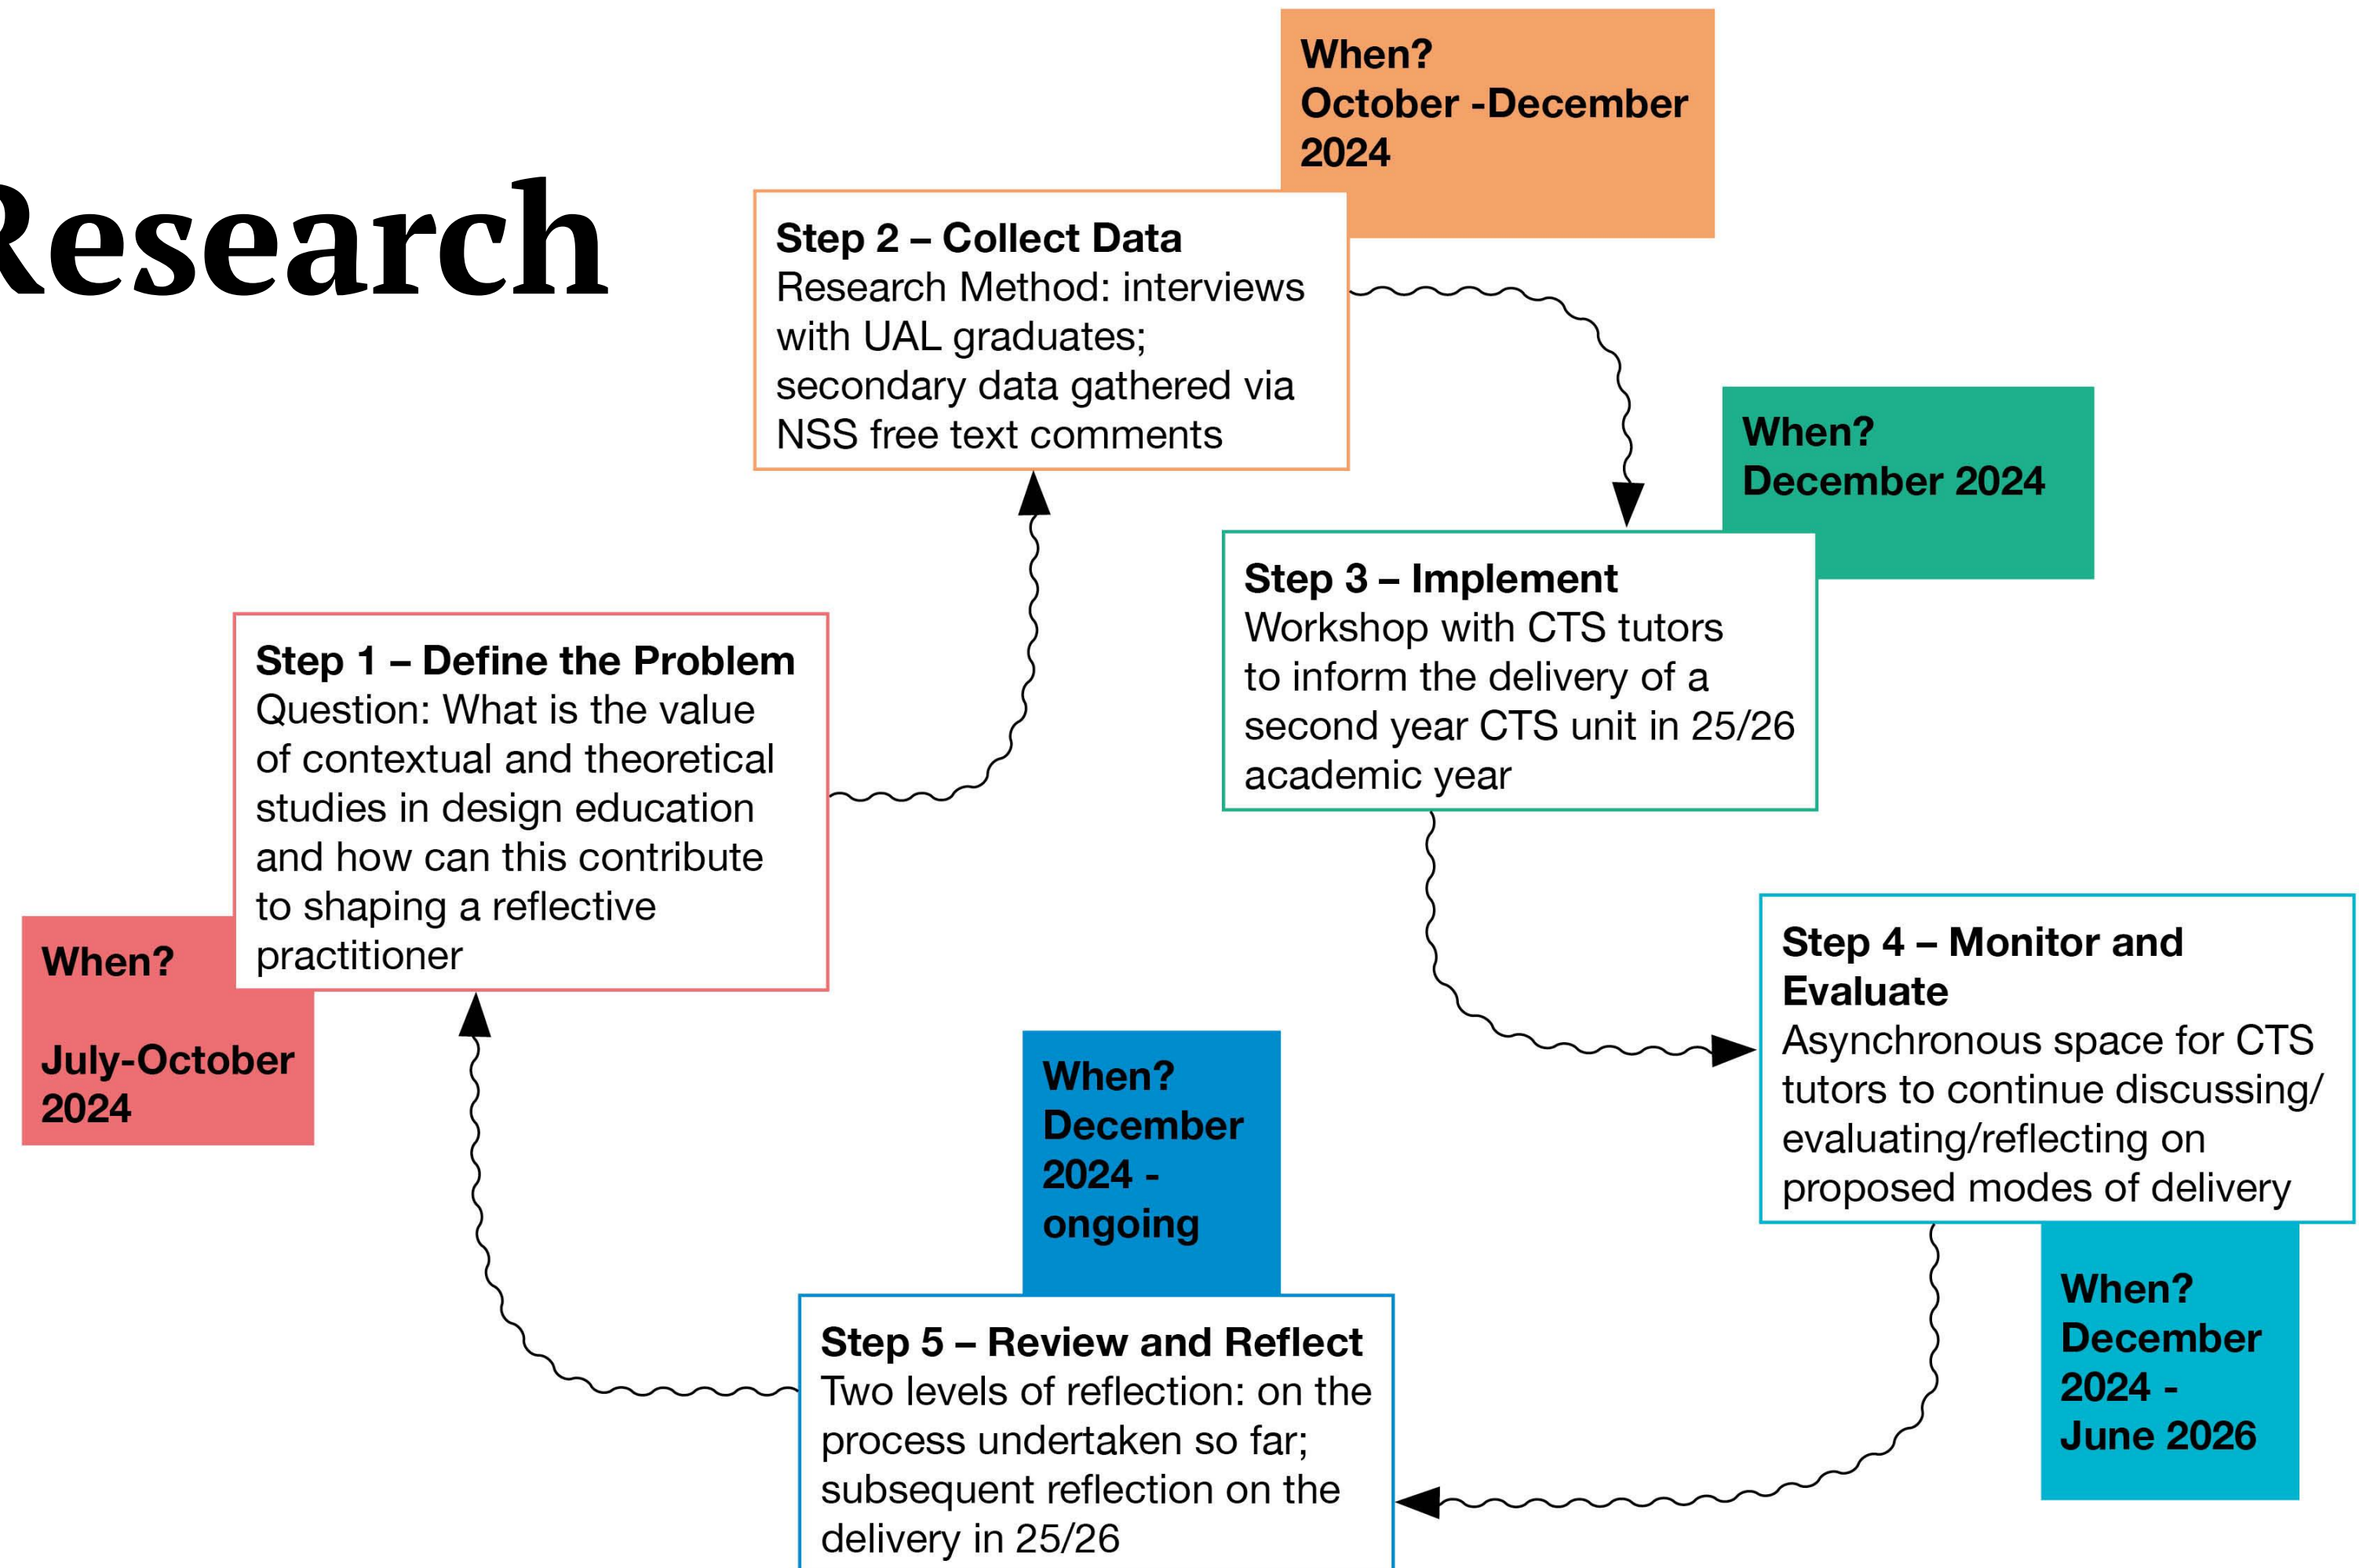 Research
When?
October -December
2024
Step 2 – Collect Data
Research Method: interviews
with UAL graduates;
secondary data gathered via
NSS free text comments
When?
December 2024
Step 3 – Implement
Workshop with CTS tutors
to inform the delivery of a
second year CTS unit in 25/26
academic year
Step 1 – Define the Problem
Question: What is the value
of contextual and theoretical
studies in design education
and how can this contribute
to shaping a reflective
practitioner
When?
July-October
2024
Step 4 – Monitor and
Evaluate
Asynchronous space for CTS
tutors to continue discussing/
evaluating/reflecting on
proposed modes of delivery
When?
December
2024 -
June 2026
When?
December
2024 -
ongoing
Step 5 – Review and Reflect
Two levels of reflection: on the
process undertaken so far;
subsequent reflection on the
delivery in 25/26